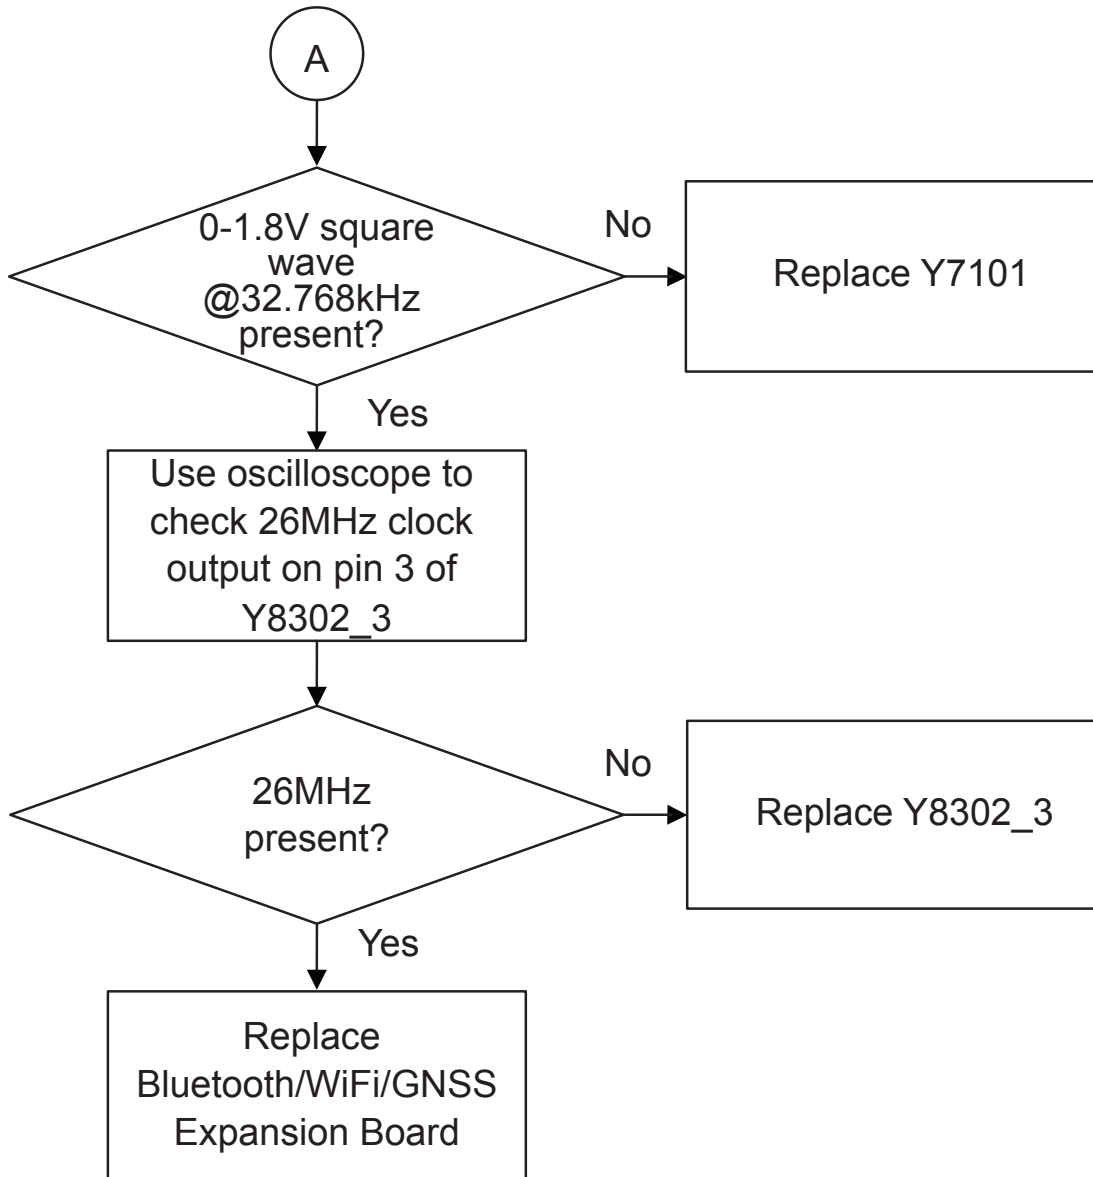 A
0-1.8V square
wave
@32.768kHz
present?
No
Replace Y7101
Yes
Use oscilloscope to
check 26MHz clock
output on pin 3 of
Y8302_3
26MHz
present?
No
Replace Y8302_3
Yes
Replace
Bluetooth/WiFi/GNSS
Expansion Board